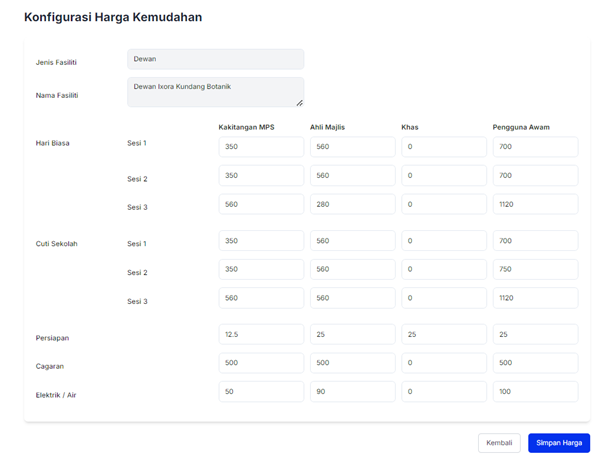 Konfigurasi Harga Kemudahan
Jenis Fasiliti Dewan
Nama Fasiliti Dewan Ixora Kundang Botanik
Kakitangan MPS Ahli Majlis Khas Pengguna Awam
Hari Biasa Sesi 1 350 560 0 700
Sesi 2 350 560 0 700
Sesi 3 560 280 0 1120
Cuti Sekolah Sesi 1 350 560 0 700
Sesi 2 350 560 0 750
Sesi 3 560 560 0 1120
Persiapan 12.5 25 25 25
Cagaran 500 500 0 500
Elektrik / Air 50 90 0 100
Kembali Simpan Harga